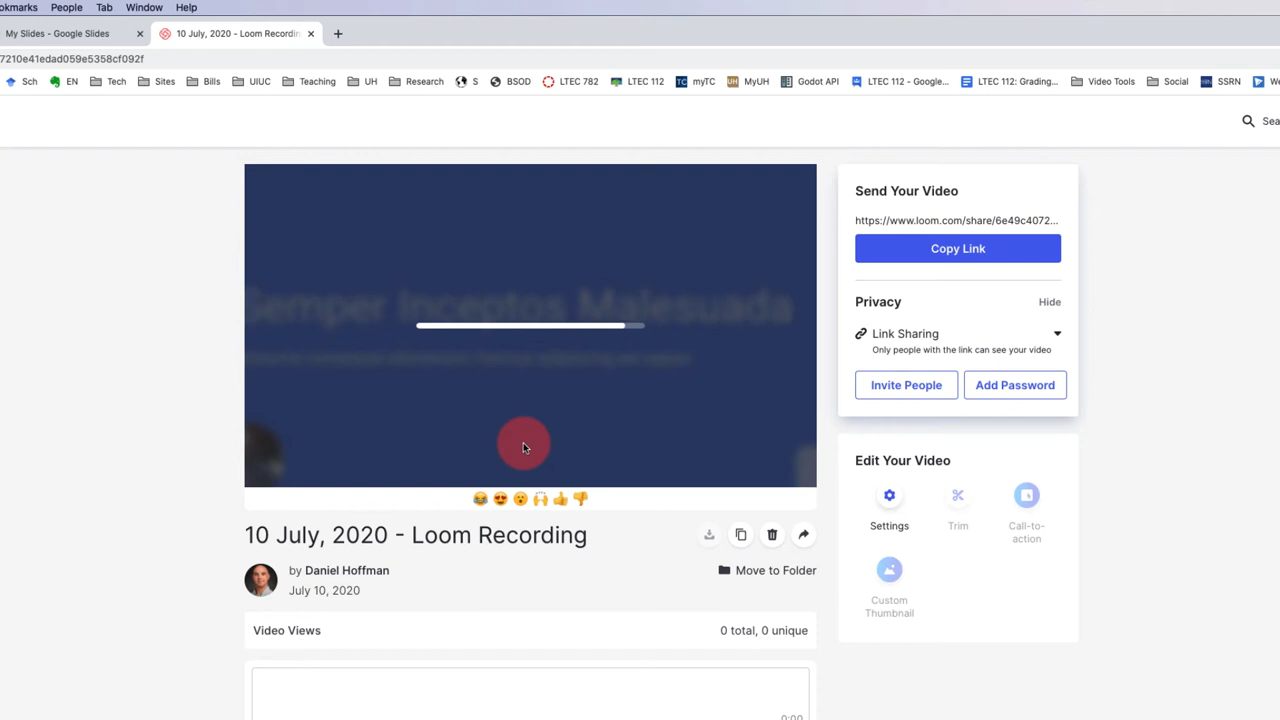 okmarks People Tab Window Help
My Slides - Google Slides × 10 July, 2020 - Loom Recordin × +
7210e41edad059e5358cf092f
Sch EN Tech Sites Bills UIUC Teaching UH Research S BSOD LTEC 782 LTEC 112 TC myTC MyUH Godot API LTEC 112 - Google... LTEC 112: Grading... Video Tools Social SSRN We
Sea
Semper Inceptos Malesuada
Send Your Video
https://www.loom.com/share/6e49c4072...
Copy Link
Privacy Hide
Link Sharing
Only people with the link can see your video
Invite People Add Password
10 July, 2020 - Loom Recording
by Daniel Hoffman
July 10, 2020
Move to Folder
Video Views 0 total, 0 unique
0:00
Edit Your Video
Settings Trim Call-to-
action
Custom
Thumbnail